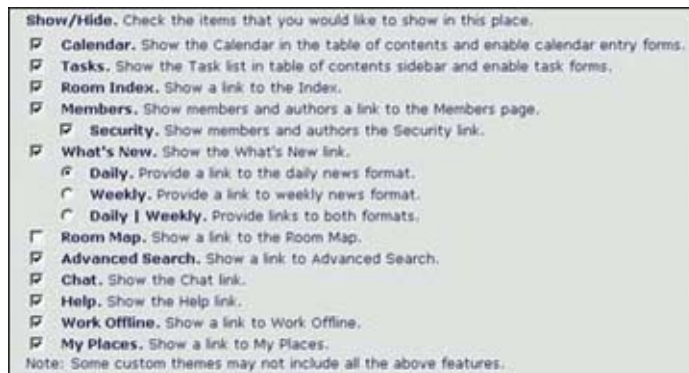 Show/Hide. Check the items that you would like to show in this place.
Calendar. Show the Calendar in the table of contents and enable calendar entry forms.
Tasks. Show the Task list in table of contents sidebar and enable task forms.
Room Index. Show a link to the Index.
Members. Show members and authors a link to the Members page.
Security. Show members and authors the Security link.
What's New. Show the What's New link.
Daily. Provide a link to the daily news format.
Weekly. Provide a link to weekly news format.
Daily | Weekly. Provide links to both formats.
Room Map. Show a link to the Room Map.
Advanced Search. Show a link to Advanced Search.
Chat. Show the Chat link.
Help. Show the Help link.
Work Offline. Show a link to Work Offline.
My Places. Show a link to My Places.
Note: Some custom themes may not include all the above features.